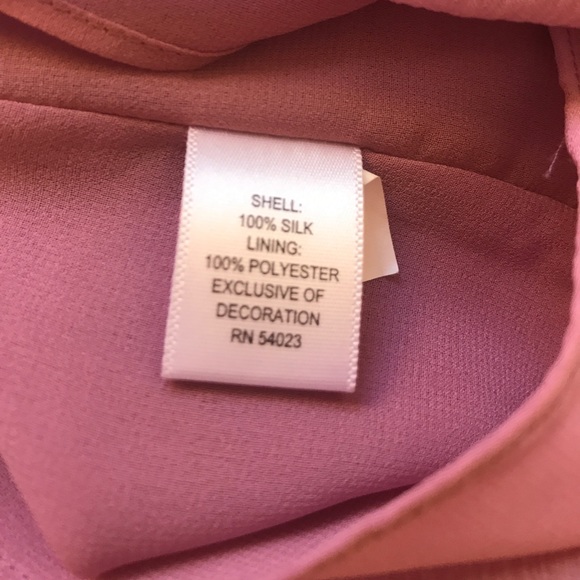 SHELL:
100% SILK
LINING:
100% POLYESTER
EXCLUSIVE OF
DECORATION
RN 54023